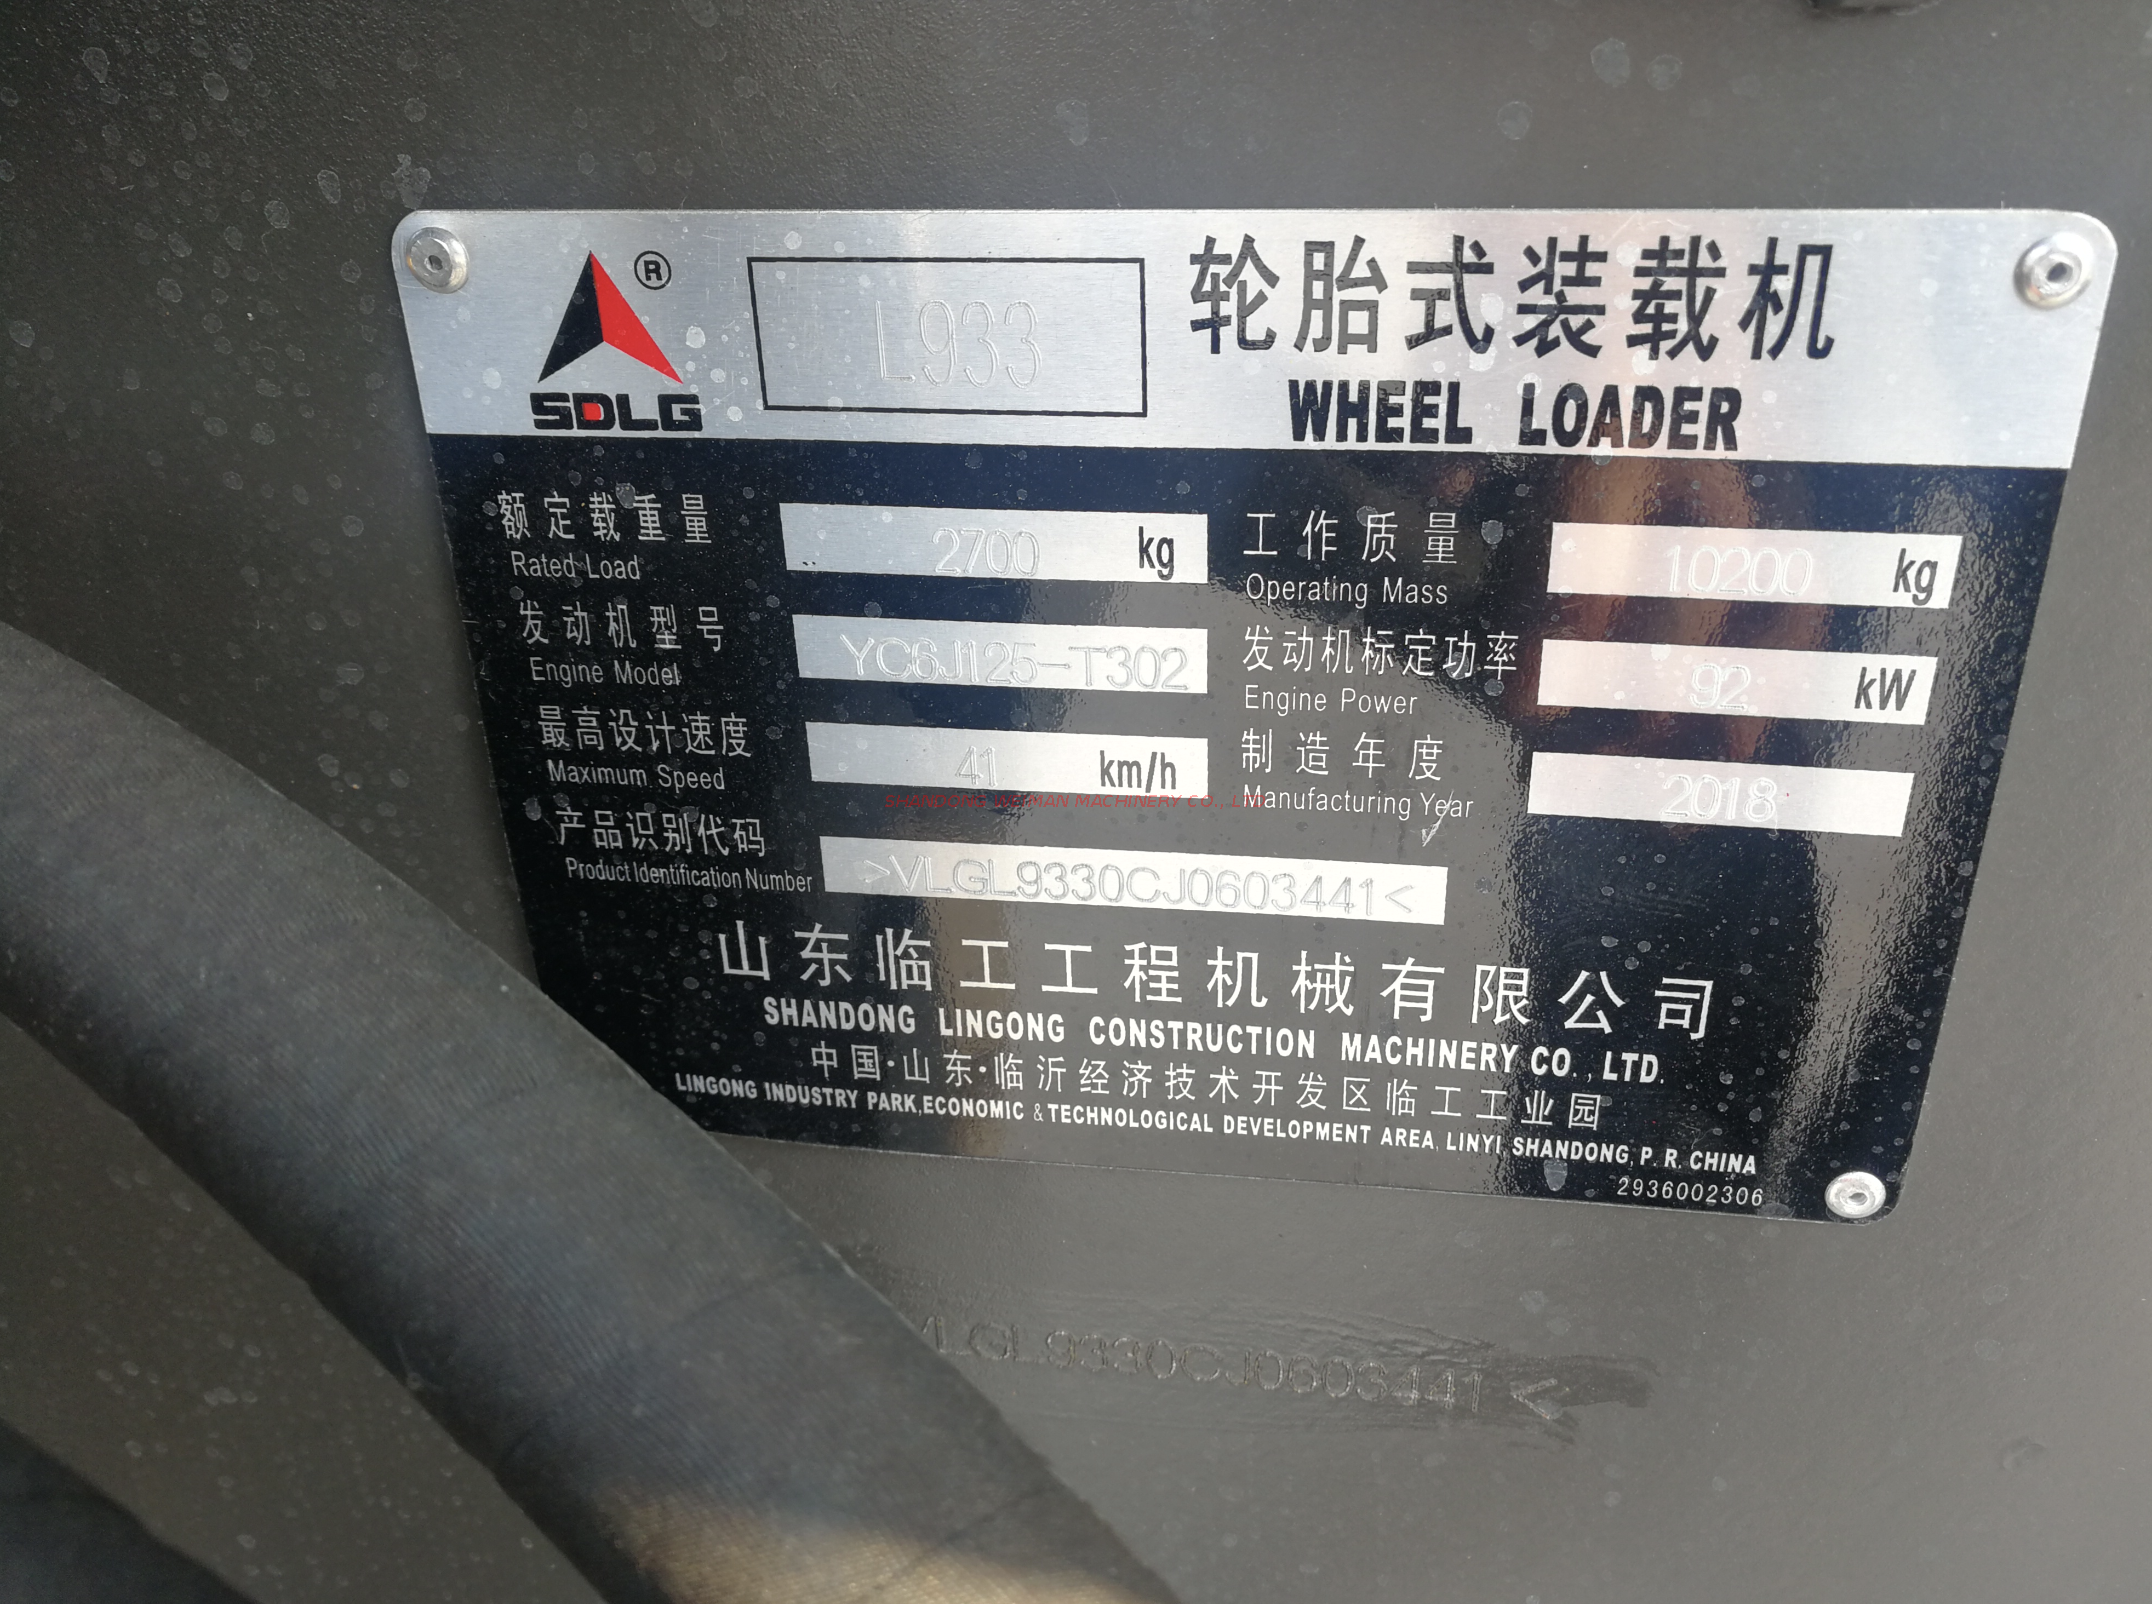 SDLG ®
L933
轮胎式装载机
WHEEL LOADER
额定载重量 2700 kg
Rated Load
工作质量 10200 kg
Operating Mass
发动机型号 YC6J125-T302
Engine Model
发动机标定功率 92 kW
Engine Power
最高设计速度 41 km/h
Maximum Speed
制造年度 2018
Manufacturing Year
SHANDONG WEIMAN MACHINERY CO., LTD
产品识别代码 >VLGL9330CJ0603441<
Product Identification Number
山东临工工程机械有限公司
SHANDONG LINGONG CONSTRUCTION MACHINERY CO., LTD.
中国·山东·临沂经济技术开发区临工工业园
LINGONG INDUSTRY PARK,ECONOMIC & TECHNOLOGICAL DEVELOPMENT AREA, LINYI SHANDONG, P. R. CHINA
2936002306
VLGL9330CJ0603441<